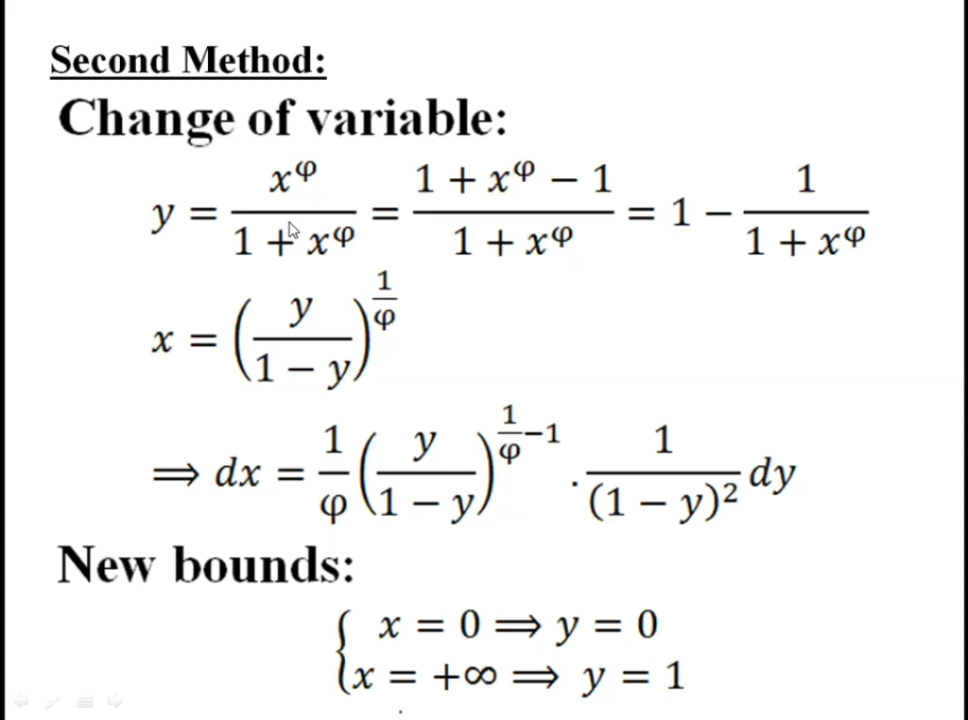 Second Method:
Change of variable:
y = x^φ / (1 + x^φ) = (1 + x^φ − 1) / (1 + x^φ) = 1 − 1 / (1 + x^φ)
x = (y / (1 − y))^(1/φ)
⟹ dx = 1/φ (y / (1 − y))^(1/φ − 1) . 1 / (1 − y)² dy
New bounds:
{ x = 0 ⟹ y = 0
x = +∞ ⟹ y = 1